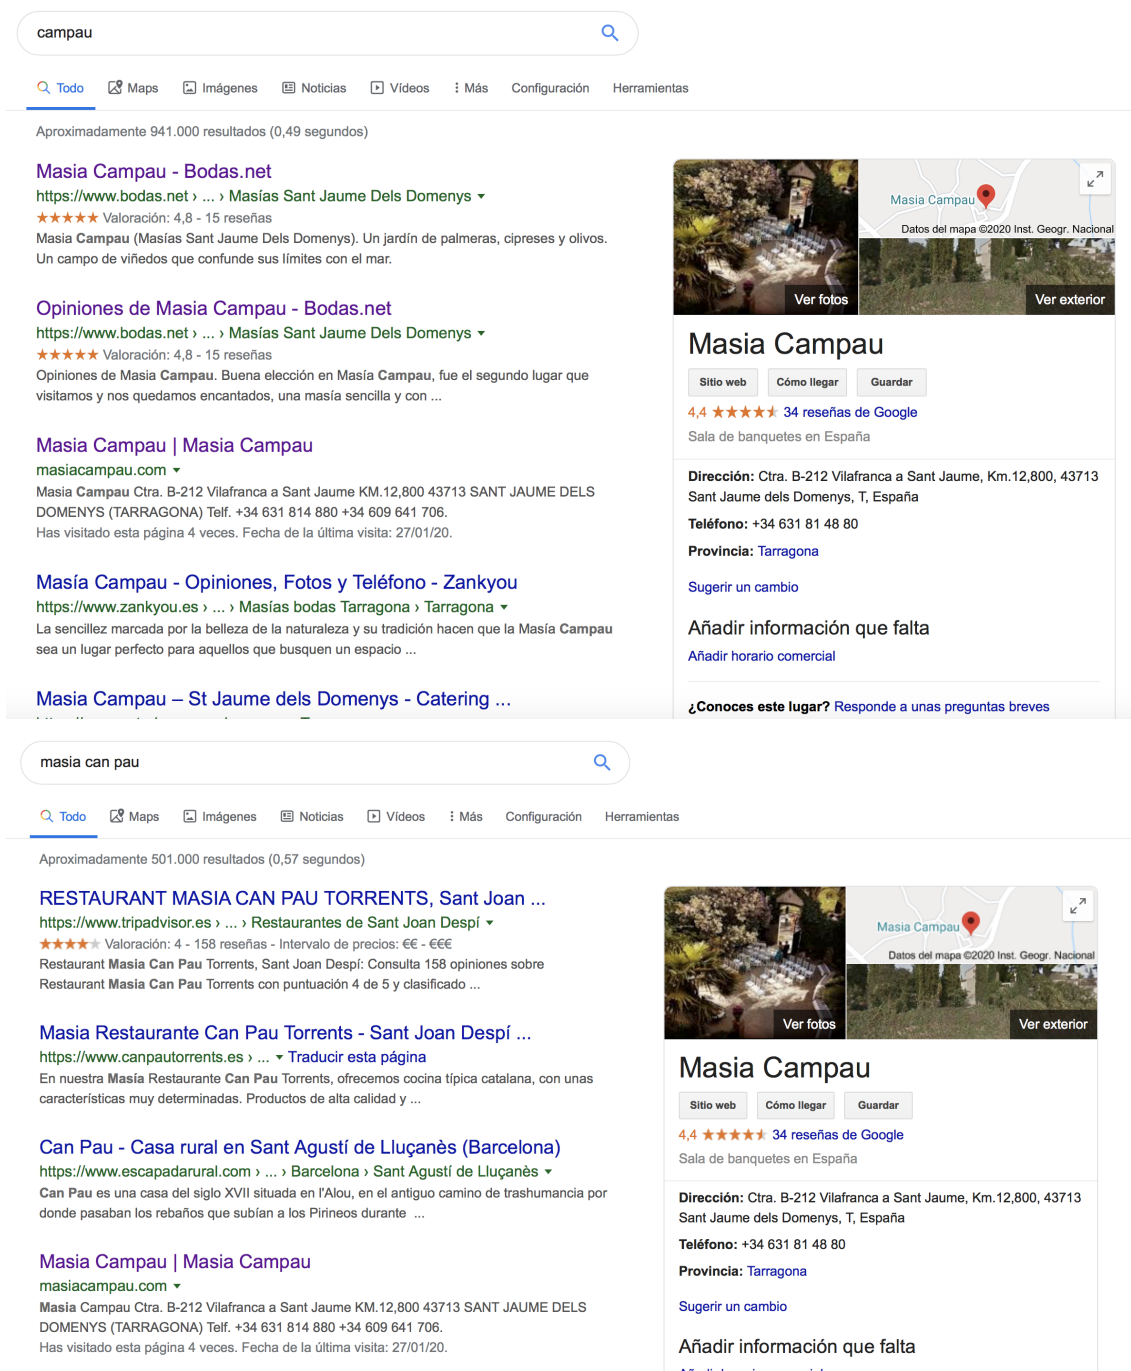 campau
Todo Maps Imágenes Noticias Vídeos Más Configuración Herramientas
Aproximadamente 941.000 resultados (0,49 segundos)
Masia Campau - Bodas.net
https://www.bodas.net › ... › Masías Sant Jaume Dels Domenys
Valoración: 4,8 - 15 reseñas
Masia Campau (Masías Sant Jaume Dels Domenys). Un jardín de palmeras, cipreses y olivos.
Un campo de viñedos que confunde sus límites con el mar.
Opiniones de Masia Campau - Bodas.net
https://www.bodas.net › ... › Masías Sant Jaume Dels Domenys
Valoración: 4,8 - 15 reseñas
Opiniones de Masia Campau. Buena elección en Masía Campau, fue el segundo lugar que
visitamos y nos quedamos encantados, una masía sencilla y con ...
Masia Campau | Masia Campau
masiacampau.com
Masia Campau Ctra. B-212 Vilafranca a Sant Jaume KM.12,800 43713 SANT JAUME DELS
DOMENYS (TARRAGONA) Telf. +34 631 814 880 +34 609 641 706.
Has visitado esta página 4 veces. Fecha de la última visita: 27/01/20.
Masía Campau - Opiniones, Fotos y Teléfono - Zankyou
https://www.zankyou.es › ... › Masías bodas Tarragona › Tarragona
La sencillez marcada por la belleza de la naturaleza y su tradición hacen que la Masía Campau
sea un lugar perfecto para aquellos que busquen un espacio ...
Masia Campau – St Jaume dels Domenys - Catering ...
Masia Campau
Datos del mapa ©2020 Inst. Geogr. Nacional
Ver fotos
Ver exterior
Masia Campau
Sitio web Cómo llegar Guardar
4,4 34 reseñas de Google
Sala de banquetes en España
Dirección: Ctra. B-212 Vilafranca a Sant Jaume, Km.12,800, 43713
Sant Jaume dels Domenys, T, España
Teléfono: +34 631 81 48 80
Provincia: Tarragona
Sugerir un cambio
Añadir información que falta
Añadir horario comercial
¿Conoces este lugar? Responde a unas preguntas breves
masia can pau
Todo Maps Imágenes Noticias Vídeos Más Configuración Herramientas
Aproximadamente 501.000 resultados (0,57 segundos)
RESTAURANT MASIA CAN PAU TORRENTS, Sant Joan ...
https://www.tripadvisor.es › ... › Restaurantes de Sant Joan Despí
Valoración: 4 - 158 reseñas - Intervalo de precios: €€ - €€€
Restaurant Masia Can Pau Torrents, Sant Joan Despí: Consulta 158 opiniones sobre
Restaurant Masia Can Pau Torrents con puntuación 4 de 5 y clasificado ...
Masia Restaurante Can Pau Torrents - Sant Joan Despí ...
https://www.canpautorrents.es › ... Traducir esta página
En nuestra Masía Restaurante Can Pau Torrents, ofrecemos cocina típica catalana, con unas
características muy determinadas. Productos de alta calidad y ...
Can Pau - Casa rural en Sant Agustí de Lluçanès (Barcelona)
https://www.escapadarural.com › ... › Barcelona › Sant Agustí de Lluçanès
Can Pau es una casa del siglo XVII situada en l'Alou, en el antiguo camino de trashumancia por
donde pasaban los rebaños que subían a los Pirineos durante ...
Masia Campau | Masia Campau
masiacampau.com
Masia Campau Ctra. B-212 Vilafranca a Sant Jaume KM.12,800 43713 SANT JAUME DELS
DOMENYS (TARRAGONA) Telf. +34 631 814 880 +34 609 641 706.
Has visitado esta página 4 veces. Fecha de la última visita: 27/01/20.
Masia Campau
Datos del mapa ©2020 Inst. Geogr. Nacional
Ver fotos
Ver exterior
Masia Campau
Sitio web Cómo llegar Guardar
4,4 34 reseñas de Google
Sala de banquetes en España
Dirección: Ctra. B-212 Vilafranca a Sant Jaume, Km.12,800, 43713
Sant Jaume dels Domenys, T, España
Teléfono: +34 631 81 48 80
Provincia: Tarragona
Sugerir un cambio
Añadir información que falta